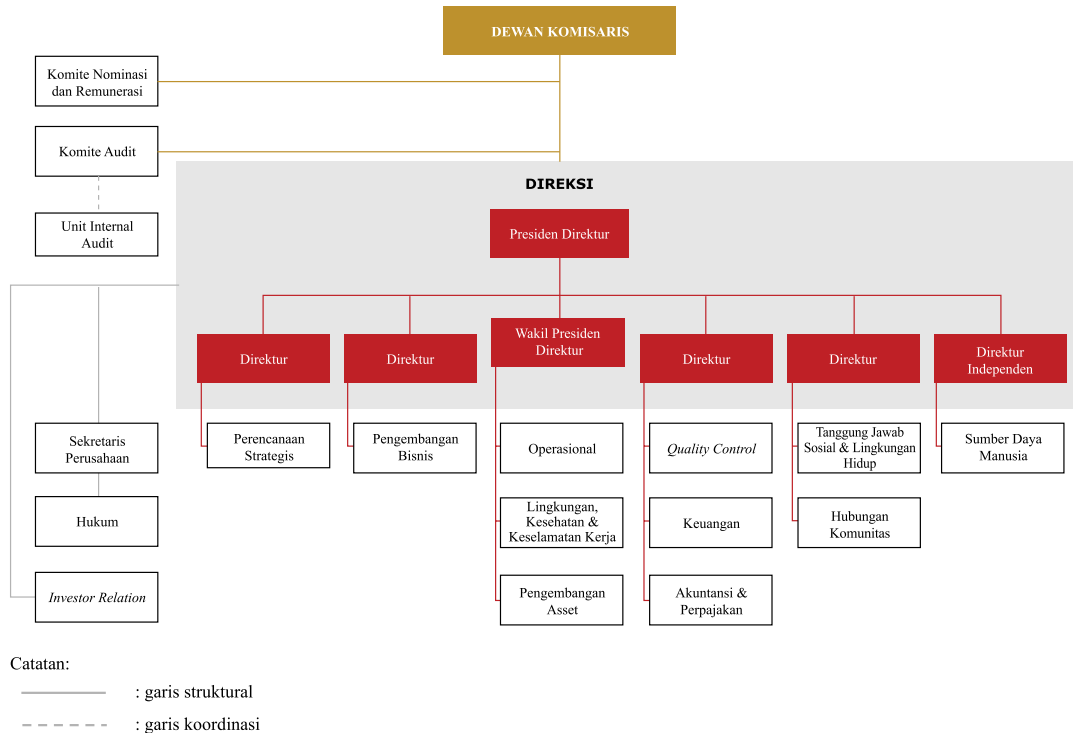 DEWAN KOMISARIS
Komite Nominasi
dan Remunerasi
Komite Audit
Unit Internal
Audit
DIREKSI
Presiden Direktur
Direktur
Direktur
Wakil Presiden
Direktur
Direktur
Direktur
Direktur
Independen
Sekretaris
Perusahaan
Hukum
Investor Relation
Perencanaan
Strategis
Pengembangan
Bisnis
Operasional
Lingkungan,
Kesehatan &
Keselamatan Kerja
Pengembangan
Asset
Quality Control
Keuangan
Akuntansi &
Perpajakan
Tanggung Jawab
Sosial & Lingkungan
Hidup
Hubungan
Komunitas
Sumber Daya
Manusia
Catatan:
: garis struktural
: garis koordinasi